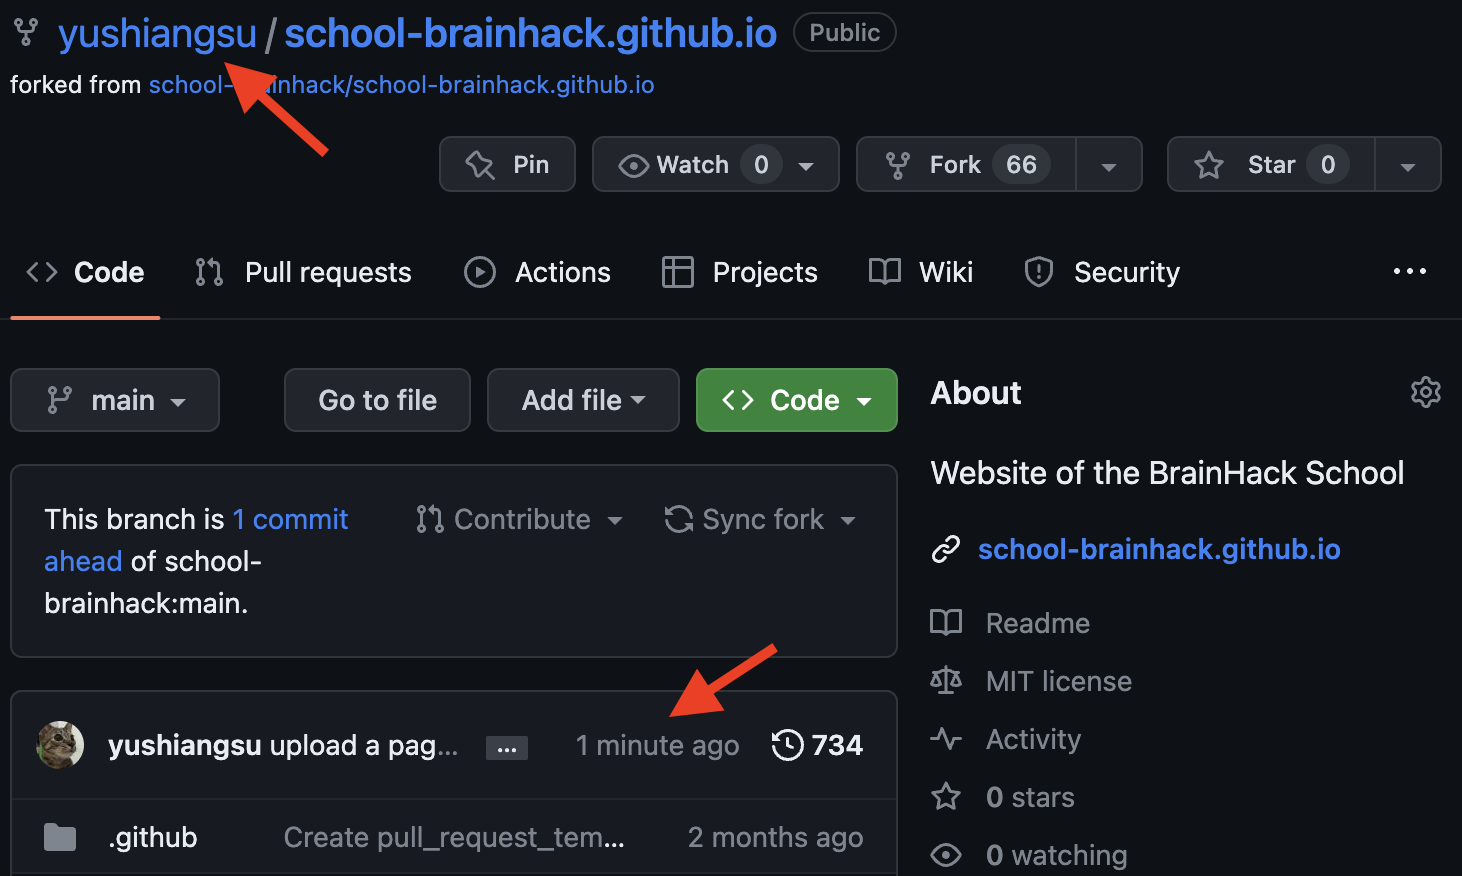 yushiangsu / school-brainhack.github.io Public
forked from school- inhack/school-brainhack.github.io
Pin Watch 0 Fork 66 Star 0
Code Pull requests Actions Projects Wiki Security ...
main Go to file Add file Code
About
Website of the BrainHack School
This branch is 1 commit
ahead of school-
brainhack:main.
Contribute Sync fork
school-brainhack.github.io
Readme
MIT license
yushiangsu upload a pag... ... 1 minute ago 734
Activity
0 stars
.github Create pull_request_tem... 2 months ago
0 watching